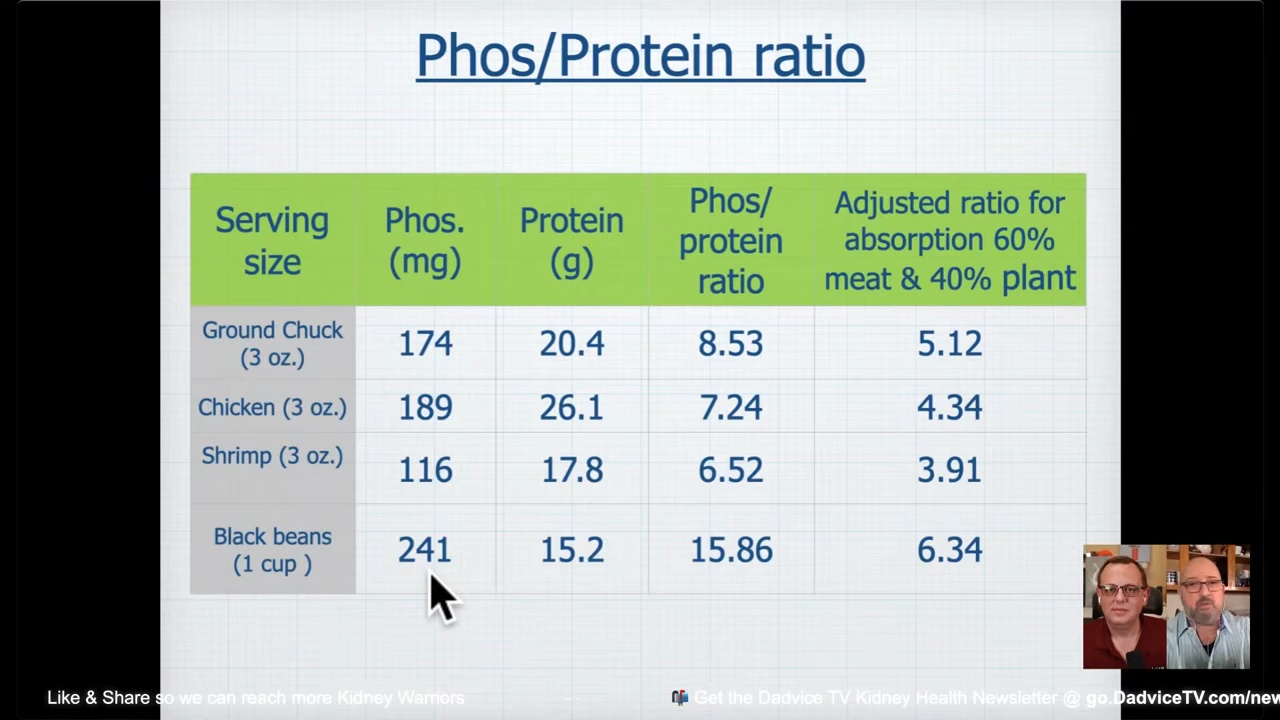 Phos/Protein ratio
Serving
size
Phos.
(mg)
Protein
(g)
Phos/
protein
ratio
Adjusted ratio for
absorption 60%
meat & 40% plant
Ground Chuck
(3 oz.)
174
20.4
8.53
5.12
Chicken (3 oz.)
189
26.1
7.24
4.34
Shrimp (3 oz.)
116
17.8
6.52
3.91
Black beans
(1 cup )
241
15.2
15.86
6.34
Like & Share so we can reach more Kidney Warriors
📬 Get the Dadvice TV Kidney Health Newsletter @ go.DadviceTV.com/new